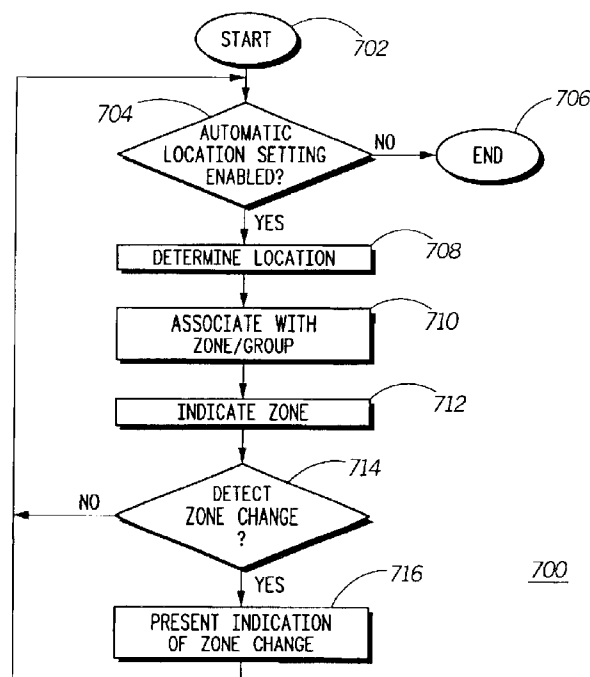 START
702
704
AUTOMATIC
LOCATION SETTING
ENABLED?
NO
706
END
YES
DETERMINE LOCATION
708
ASSOCIATE WITH
ZONE/GROUP
710
INDICATE ZONE
712
714
DETECT
ZONE CHANGE
?
NO
YES
716
700
PRESENT INDICATION
OF ZONE CHANGE